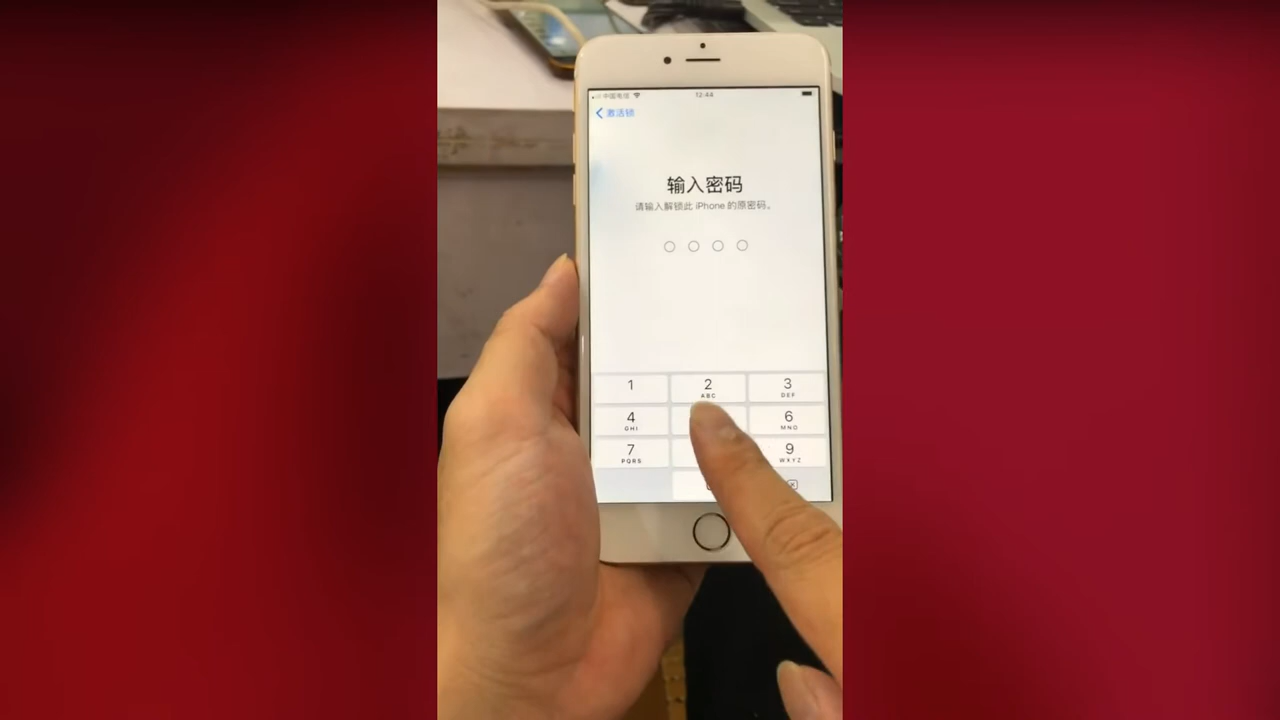 中国电信
12:44
激活锁
输入密码
请输入解锁此 iPhone 的原密码。
1
2
ABC
3
DEF
4
GHI
6
MNO
7
PQRS
9
WXYZ